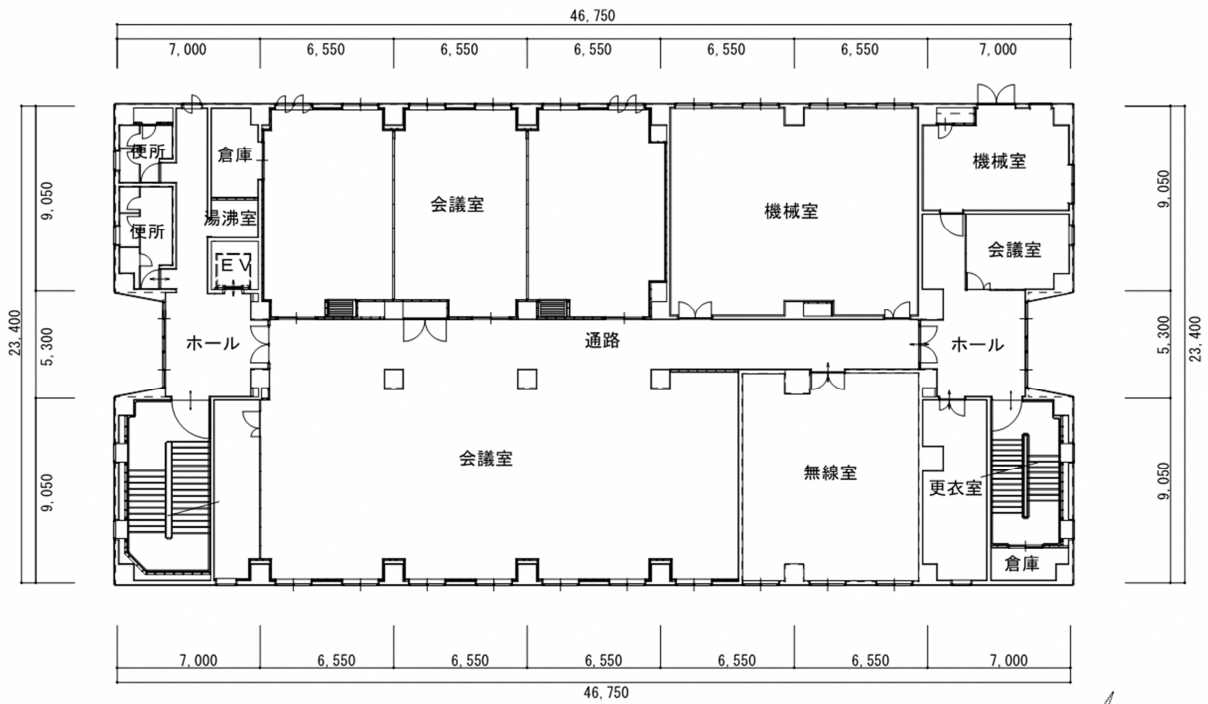 46,750
7,000 6,550 6,550 6,550 6,550 6,550 7,000
便所 倉庫 機械室
9,050 9,050
会議室 機械室
湯沸室
便所 会議室
EV
23,400 5,300 ホール 通路 ホール 5,300 23,400
会議室 無線室
9,050 更衣室 9,050
倉庫
7,000 6,550 6,550 6,550 6,550 6,550 7,000
46,750